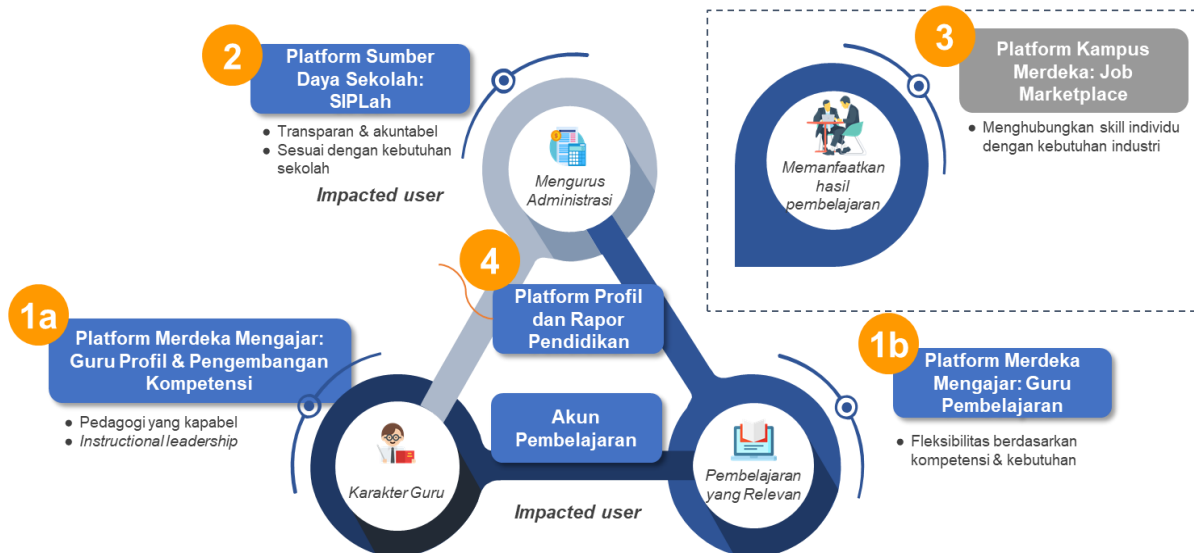 2
Platform Sumber
Daya Sekolah:
SIPLah
● Transparan & akuntabel
● Sesuai dengan kebutuhan
sekolah
Impacted user
Mengurus
Administrasi
3
Platform Kampus
Merdeka: Job
Marketplace
● Menghubungkan skill individu
dengan kebutuhan industri
Memanfaatkan
hasil
pembelajaran
4
Platform Profil
dan Rapor
Pendidikan
1a
Platform Merdeka Mengajar:
Guru Profil & Pengembangan
Kompetensi
● Pedagogi yang kapabel
● Instructional leadership
Karakter Guru
Akun
Pembelajaran
Impacted user
1b
Platform Merdeka
Mengajar: Guru
Pembelajaran
● Fleksibilitas berdasarkan
kompetensi & kebutuhan
Pembelajaran
yang Relevan